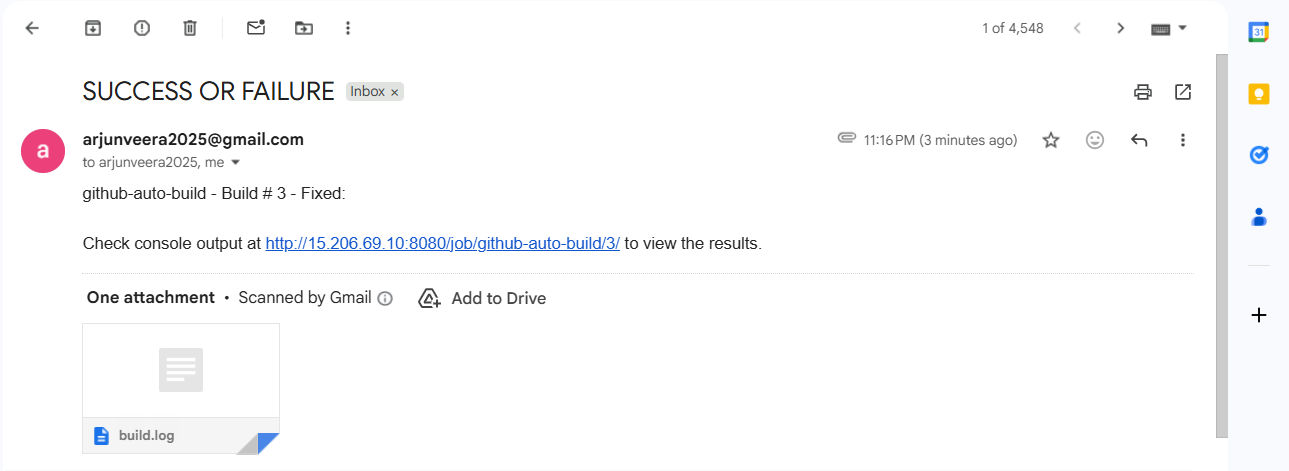 1 of 4,548
31
SUCCESS OR FAILURE Inbox ×
a
arjunveera2025@gmail.com 11:16 PM (3 minutes ago)
to arjunveera2025, me
github-auto-build - Build # 3 - Fixed:
Check console output at http://15.206.69.10:8080/job/github-auto-build/3/ to view the results.
One attachment • Scanned by Gmail Add to Drive
build.log